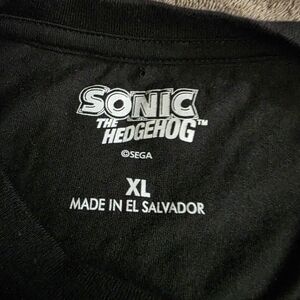 SONIC
THE
HEDGEHOG™
©SEGA
XL
MADE IN EL SALVADOR